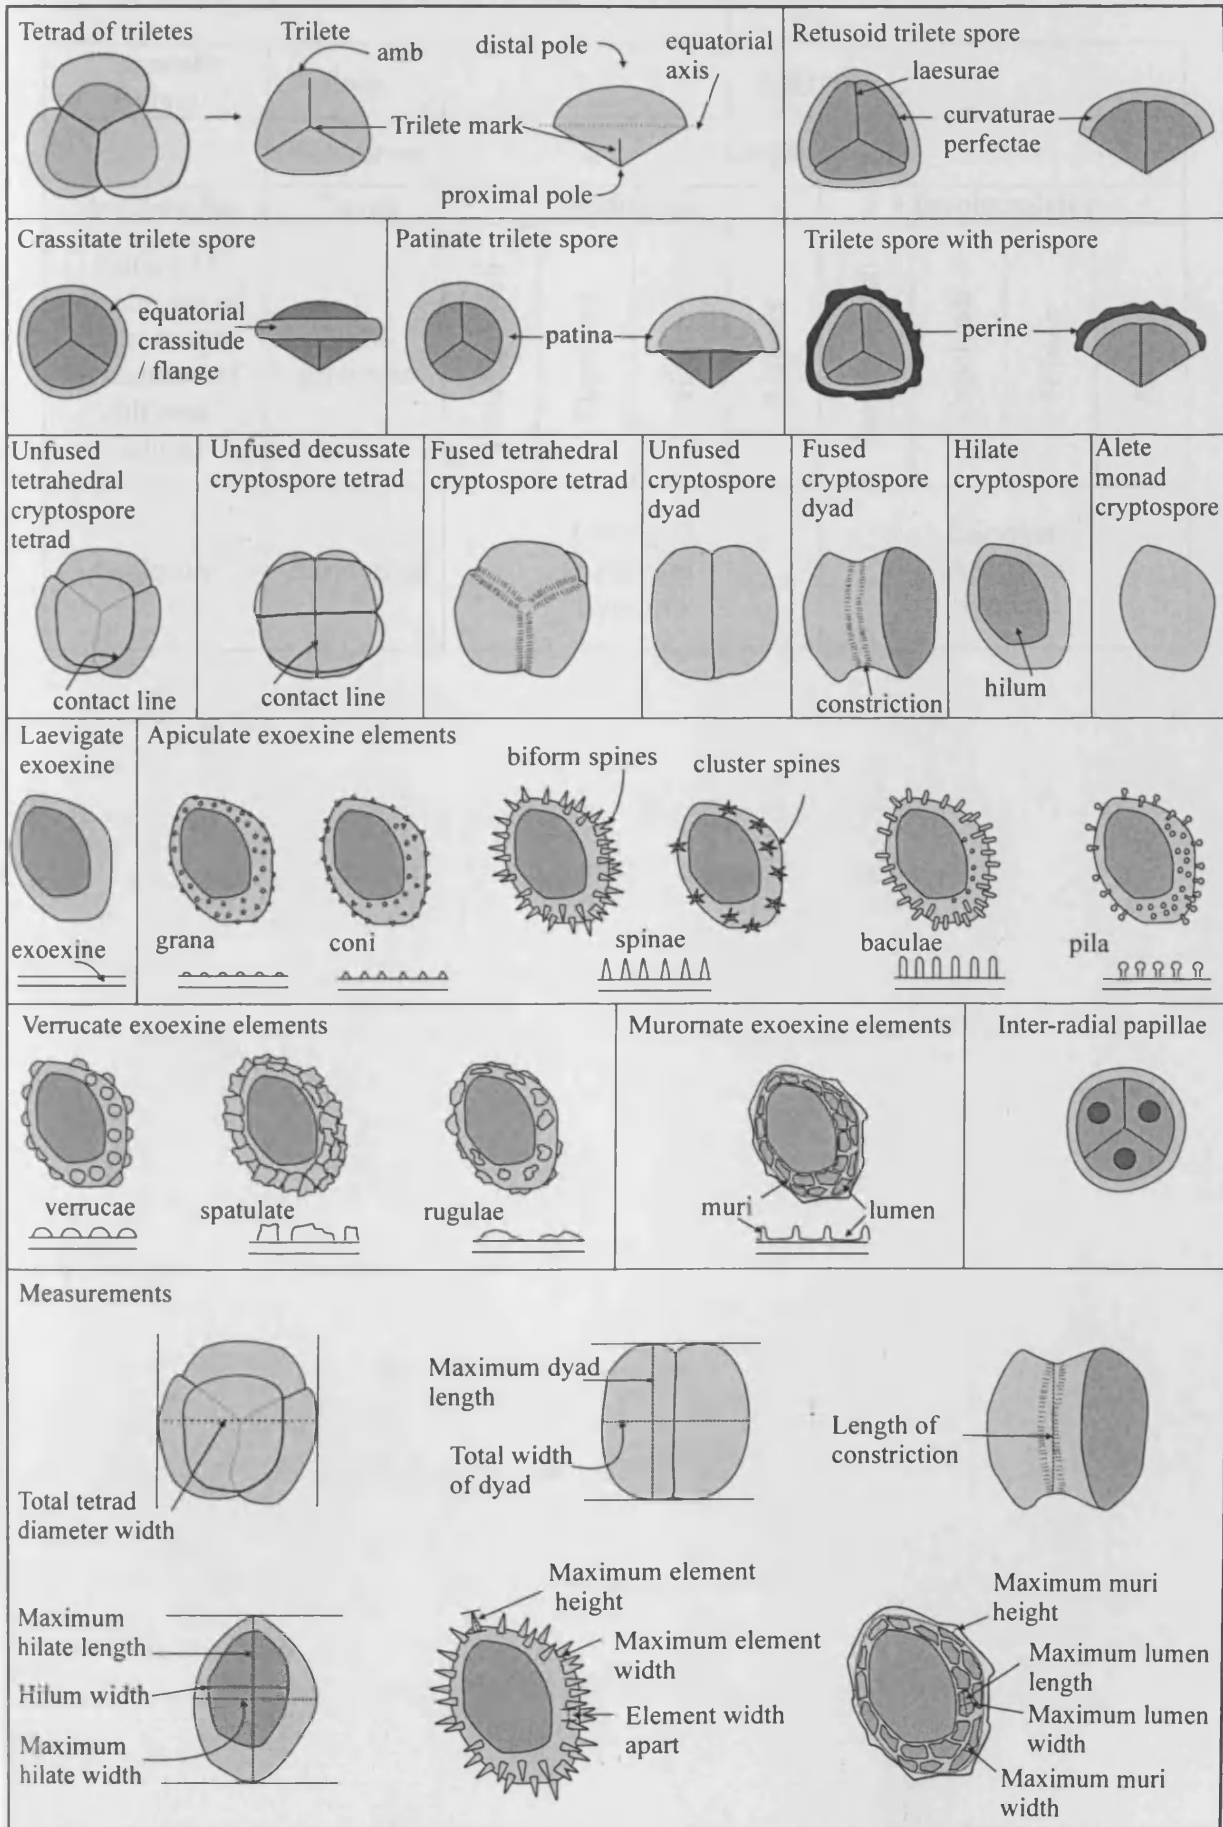 Tetrad of triletes
Trilete
amb
distal pole
equatorial
axis
Trilete mark
proximal pole
Retusoid trilete spore
laesurae
curvaturae
perfectae
Crassitate trilete spore
equatorial
crassitude
/ flange
Patinate trilete spore
patina
Trilete spore with perispore
perine
Unfused
tetrahedral
cryptospore
tetrad
contact line
Unfused decussate
cryptospore tetrad
contact line
Fused tetrahedral
cryptospore tetrad
Unfused
cryptospore
dyad
Fused
cryptospore
dyad
constriction
Hilate
cryptospore
hilum
Alete
monad
cryptospore
Laevigate
exoexine
exoexine
Apiculate exoexine elements
biform spines
cluster spines
grana
coni
spinae
baculae
pila
Verrucate exoexine elements
verrucae
spatulate
rugulae
Murornate exoexine elements
muri
lumen
Inter-radial papillae
Measurements
Total tetrad
diameter width
Maximum dyad
length
Total width
of dyad
Length of
constriction
Maximum
hilate length
Hilum width
Maximum
hilate width
Maximum element
height
Maximum element
width
Element width
apart
Maximum muri
height
Maximum lumen
length
Maximum lumen
width
Maximum muri
width